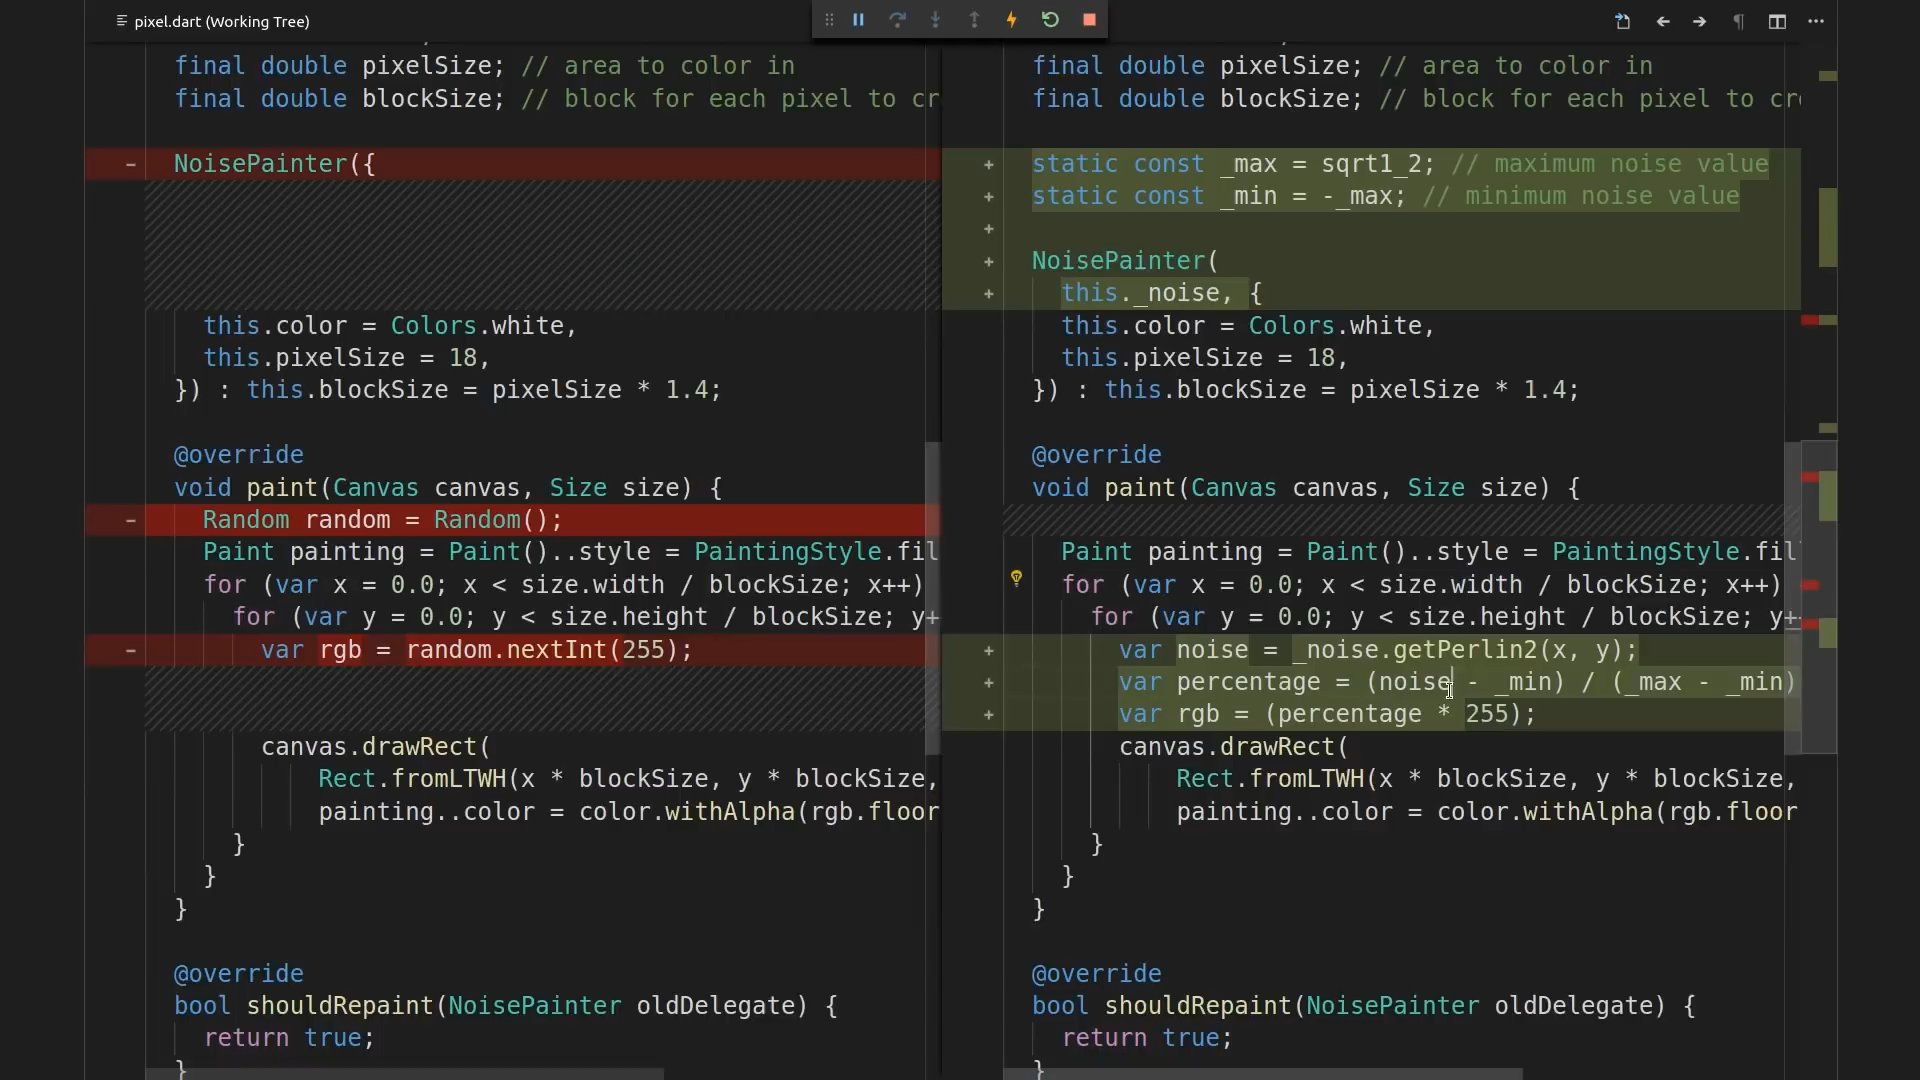 pixel.dart (Working Tree)
final double pixelSize; // area to color in
final double blockSize; // block for each pixel to cr
- NoisePainter({
this.color = Colors.white,
this.pixelSize = 18,
}) : this.blockSize = pixelSize * 1.4;
@override
void paint(Canvas canvas, Size size) {
- Random random = Random();
Paint painting = Paint()..style = PaintingStyle.fil
for (var x = 0.0; x < size.width / blockSize; x++)
for (var y = 0.0; y < size.height / blockSize; y+
- var rgb = random.nextInt(255);
canvas.drawRect(
Rect.fromLTWH(x * blockSize, y * blockSize,
painting..color = color.withAlpha(rgb.floor
}
}
}
@override
bool shouldRepaint(NoisePainter oldDelegate) {
return true;
}
final double pixelSize; // area to color in
final double blockSize; // block for each pixel to cr
+ static const _max = sqrt1_2; // maximum noise value
+ static const _min = -_max; // minimum noise value
+
+ NoisePainter(
+ this._noise, {
this.color = Colors.white,
this.pixelSize = 18,
}) : this.blockSize = pixelSize * 1.4;
@override
void paint(Canvas canvas, Size size) {
Paint painting = Paint()..style = PaintingStyle.fil
for (var x = 0.0; x < size.width / blockSize; x++)
for (var y = 0.0; y < size.height / blockSize; y+
+ var noise = _noise.getPerlin2(x, y);
+ var percentage = (noise - _min) / (_max - _min)
+ var rgb = (percentage * 255);
canvas.drawRect(
Rect.fromLTWH(x * blockSize, y * blockSize,
painting..color = color.withAlpha(rgb.floor
}
}
}
@override
bool shouldRepaint(NoisePainter oldDelegate) {
return true;
}